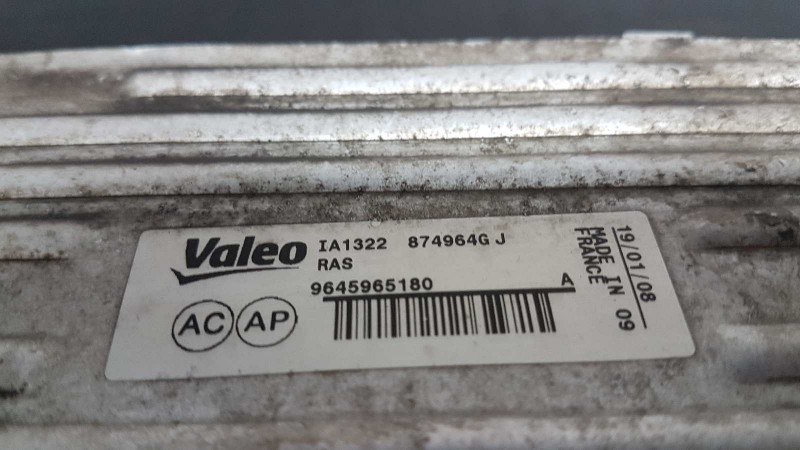 Valeo
IA1322 874964G J
RAS
9645965180 A
AC AP
19/01/08
MADE IN 09
FRANCE